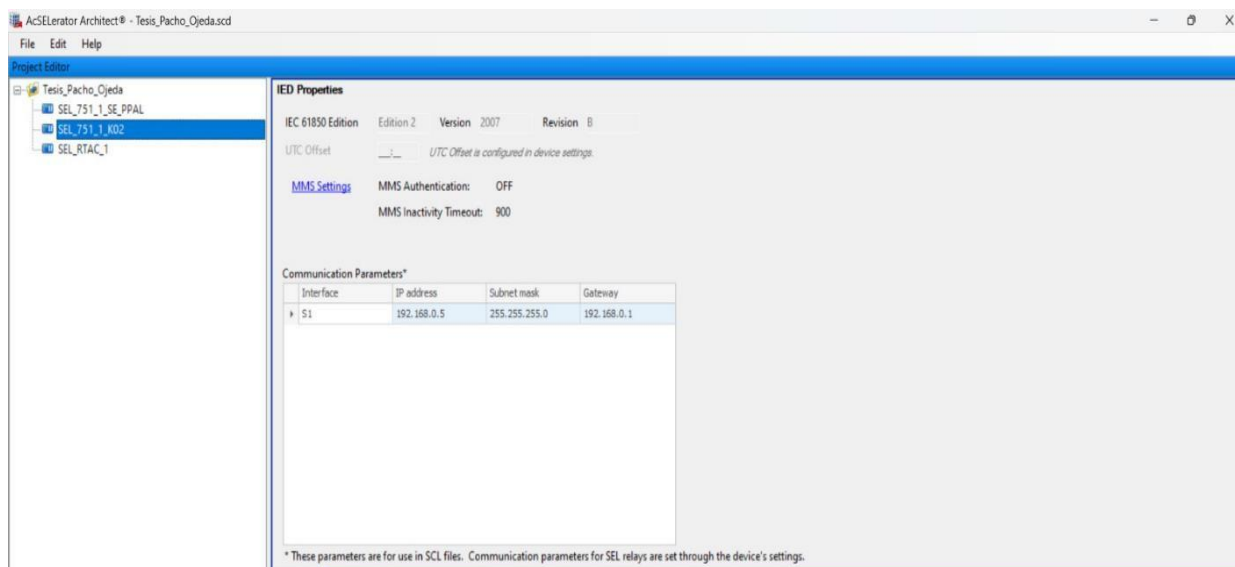 AcSELerator Architect® - Tesis_Pacho_Ojeda.scd
File Edit Help
Project Editor
Tesis_Pacho_Ojeda
SEL_751_1_SE_PPAL
SEL_751_1_K02
SEL_RTAC_1
IED Properties
IEC 61850 Edition Edition 2 Version 2007 Revision B
UTC Offset __:__ UTC Offset is configured in device settings.
MMS Settings MMS Authentication: OFF
MMS Inactivity Timeout: 900
Communication Parameters*
Interface IP address Subnet mask Gateway
S1 192.168.0.5 255.255.255.0 192.168.0.1
* These parameters are for use in SCL files. Communication parameters for SEL relays are set through the device's settings.